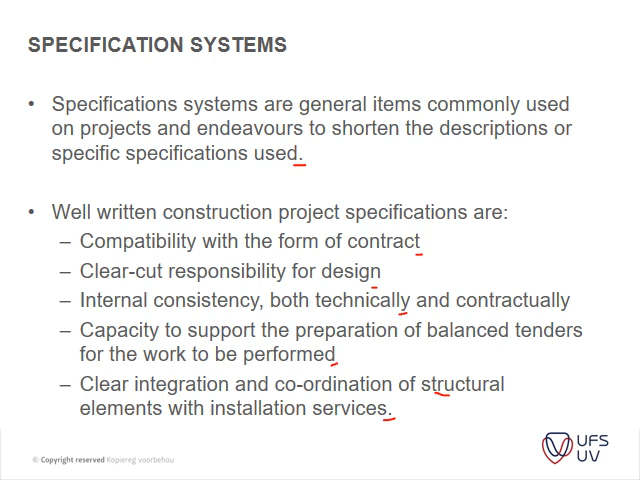 SPECIFICATION SYSTEMS
• Specifications systems are general items commonly used
on projects and endeavours to shorten the descriptions or
specific specifications used.
• Well written construction project specifications are:
– Compatibility with the form of contract
– Clear-cut responsibility for design
– Internal consistency, both technically and contractually
– Capacity to support the preparation of balanced tenders
for the work to be performed
– Clear integration and co-ordination of structural
elements with installation services.
© Copyright reserved Kopiereg voorbehou
UFS
UV